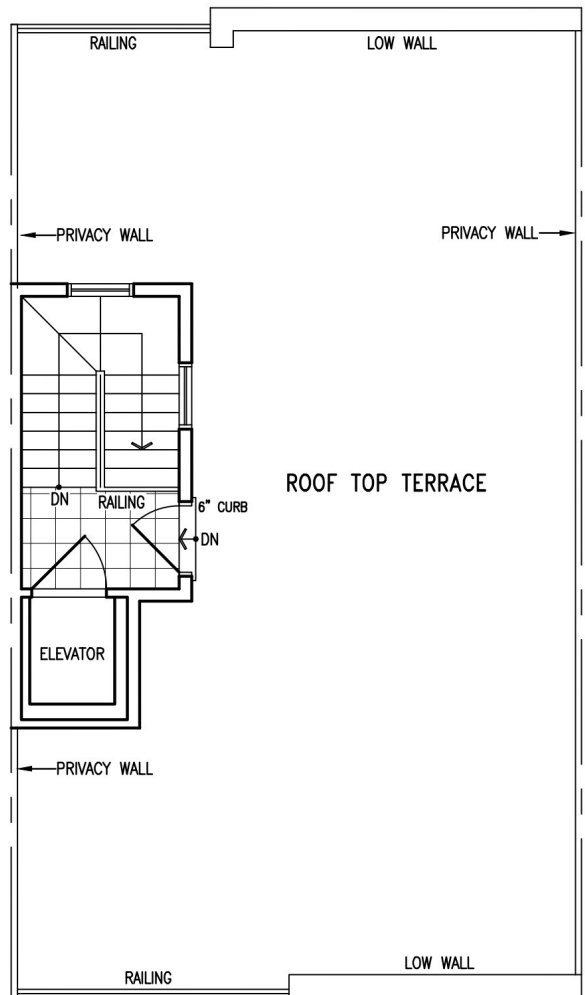 RAILING
LOW WALL
PRIVACY WALL
PRIVACY WALL
ROOF TOP TERRACE
DN
RAILING
6" CURB
DN
ELEVATOR
PRIVACY WALL
LOW WALL
RAILING